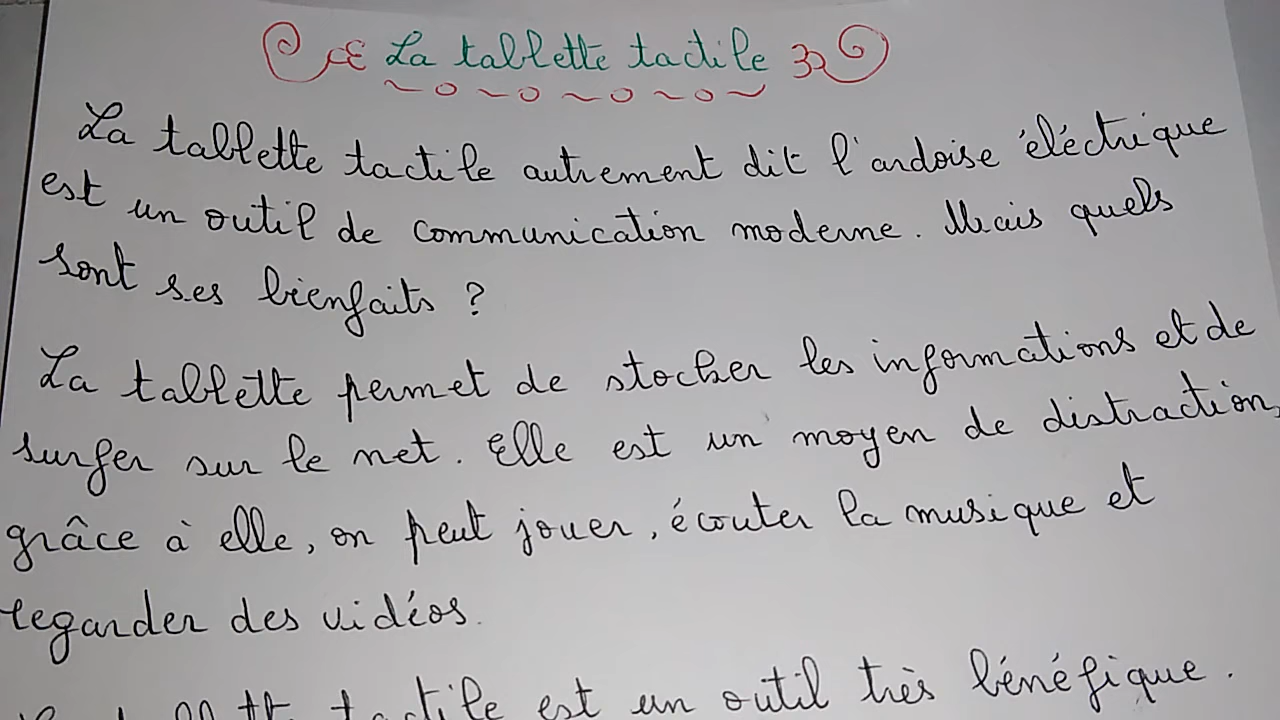 La tablette tactile
La tablette tactile autrement dit l'ardoise éléctrique
est un outil de communication moderne. Mais quels
sont ses bienfaits ?
La tablette permet de stocker les informations et de
surfer sur le net. Elle est un moyen de distraction,
grâce à elle, on peut jouer, écouter la musique et
regarder des vidéos.
La tablette tactile est un outil très bénéfique.